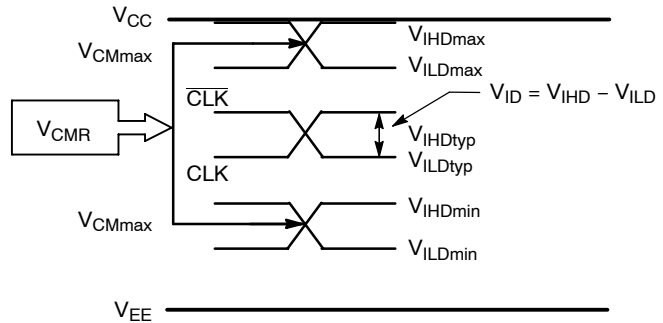 VCC
VIHDmax
VCMmax
VILDmax
CLK
VID = VIHD – VILD
VCMR
VIHDtyp
VILDtyp
CLK
VIHDmin
VCMmax
VILDmin
VEE